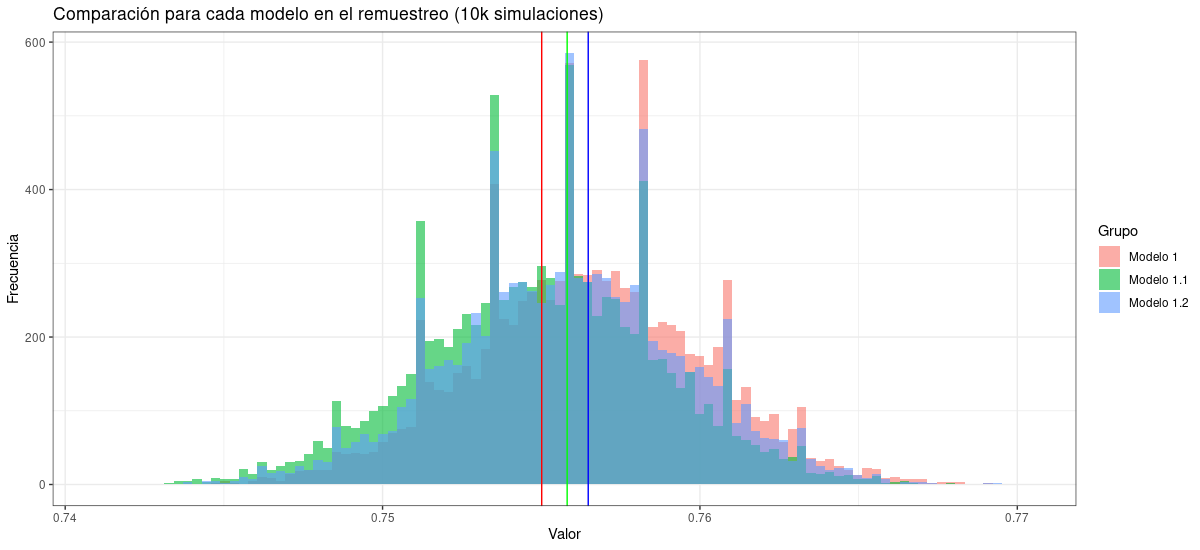 Comparación para cada modelo en el remuestreo (10k simulaciones)
600
400
200
0
Frecuencia
0.74
0.75
0.76
0.77
Valor
Grupo
Modelo 1
Modelo 1.1
Modelo 1.2